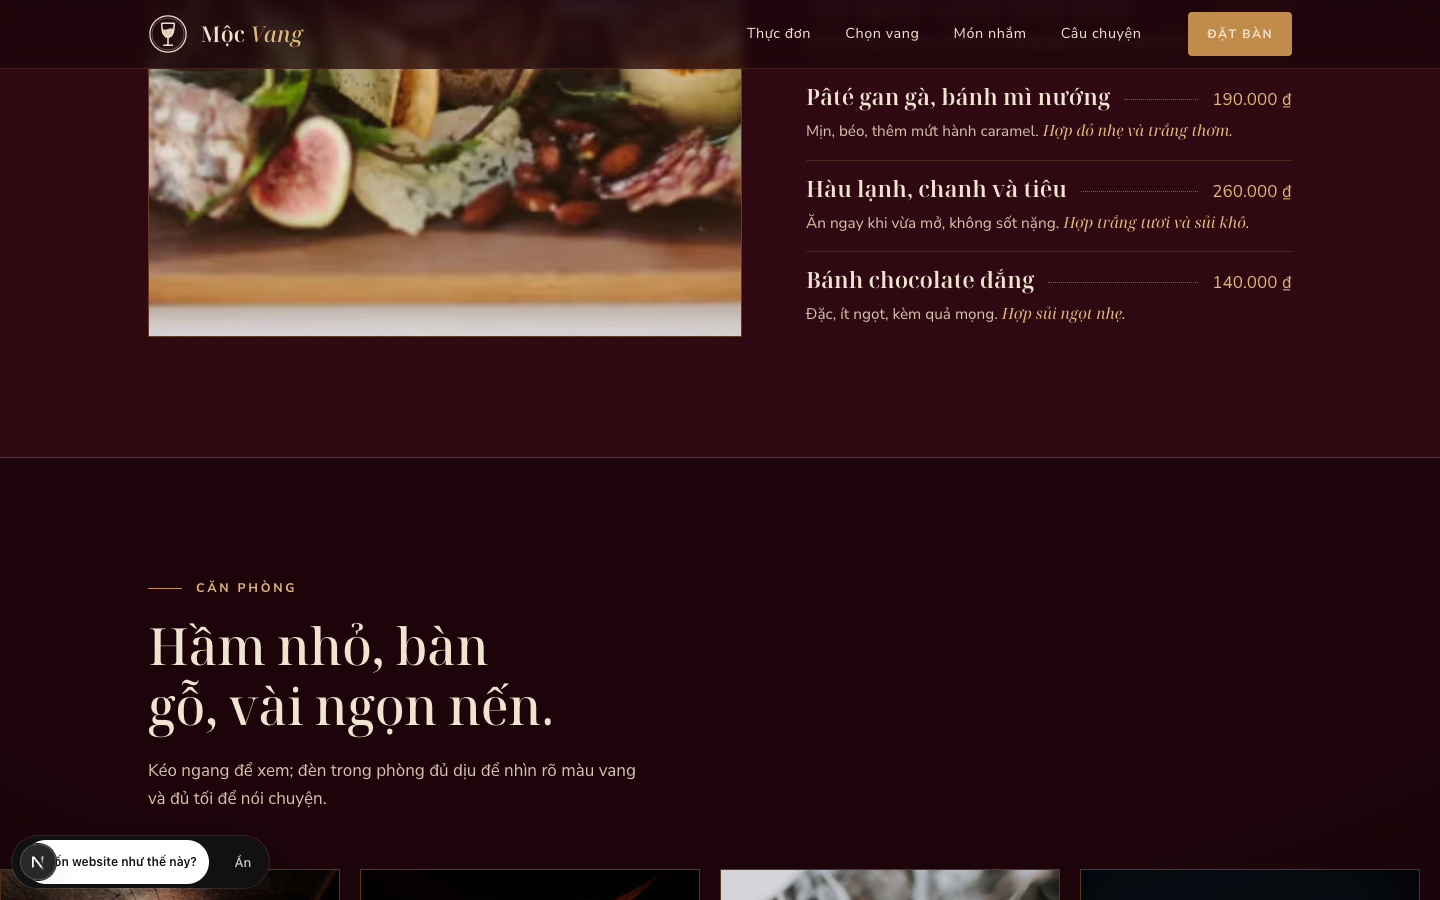 Mộc Vang
Thực đơn
Chọn vang
Món nhắm
Câu chuyện
ĐẶT BÀN
Pâté gan gà, bánh mì nướng 190.000 ₫
Mịn, béo, thêm mứt hành caramel. Hợp đỏ nhẹ và trắng thơm.
Hàu lạnh, chanh và tiêu 260.000 ₫
Ăn ngay khi vừa mở, không sốt nặng. Hợp trắng tươi và sủi khô.
Bánh chocolate đắng 140.000 ₫
Đặc, ít ngọt, kèm quả mọng. Hợp sủi ngọt nhẹ.
CĂN PHÒNG
Hầm nhỏ, bàn
gỗ, vài ngọn nến.
Kéo ngang để xem; đèn trong phòng đủ dịu để nhìn rõ màu vang
và đủ tối để nói chuyện.
website như thế này?
Ẩn